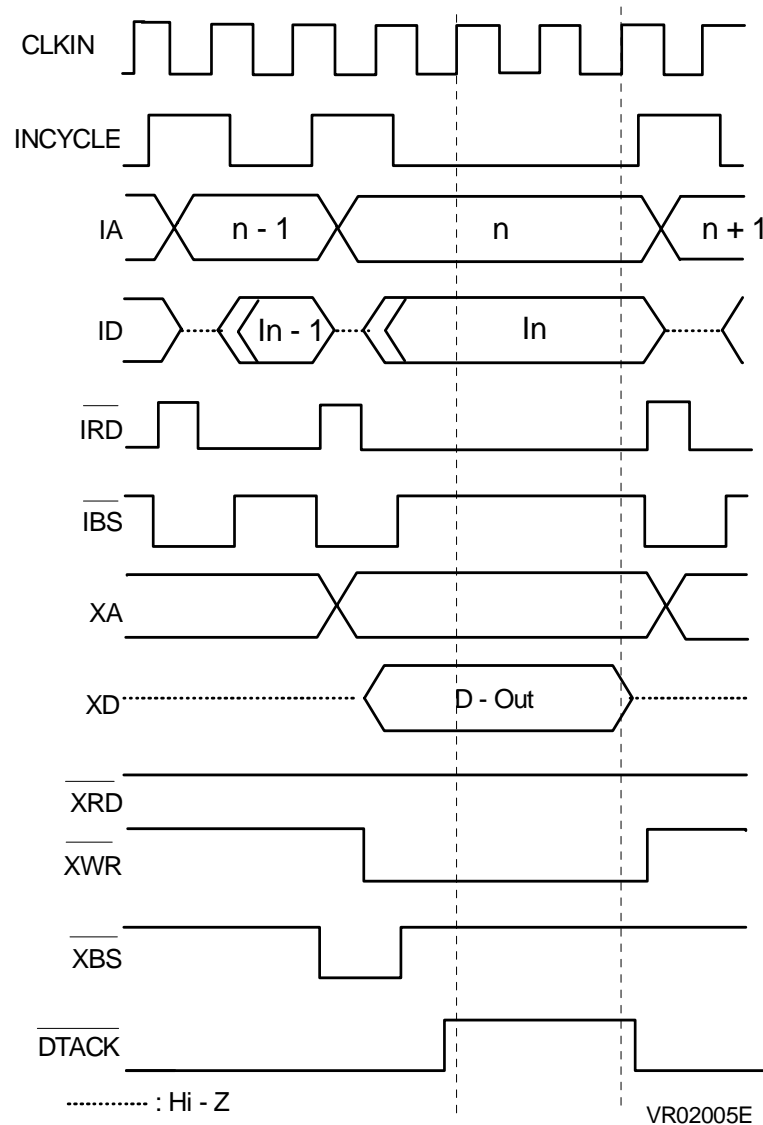 CLKIN
INCYCLE
IA n - 1 n n + 1
ID In - 1 In
IRD
IBS
XA
XD D - Out
XRD
XWR
XBS
DTACK
: Hi - Z
VR02005E